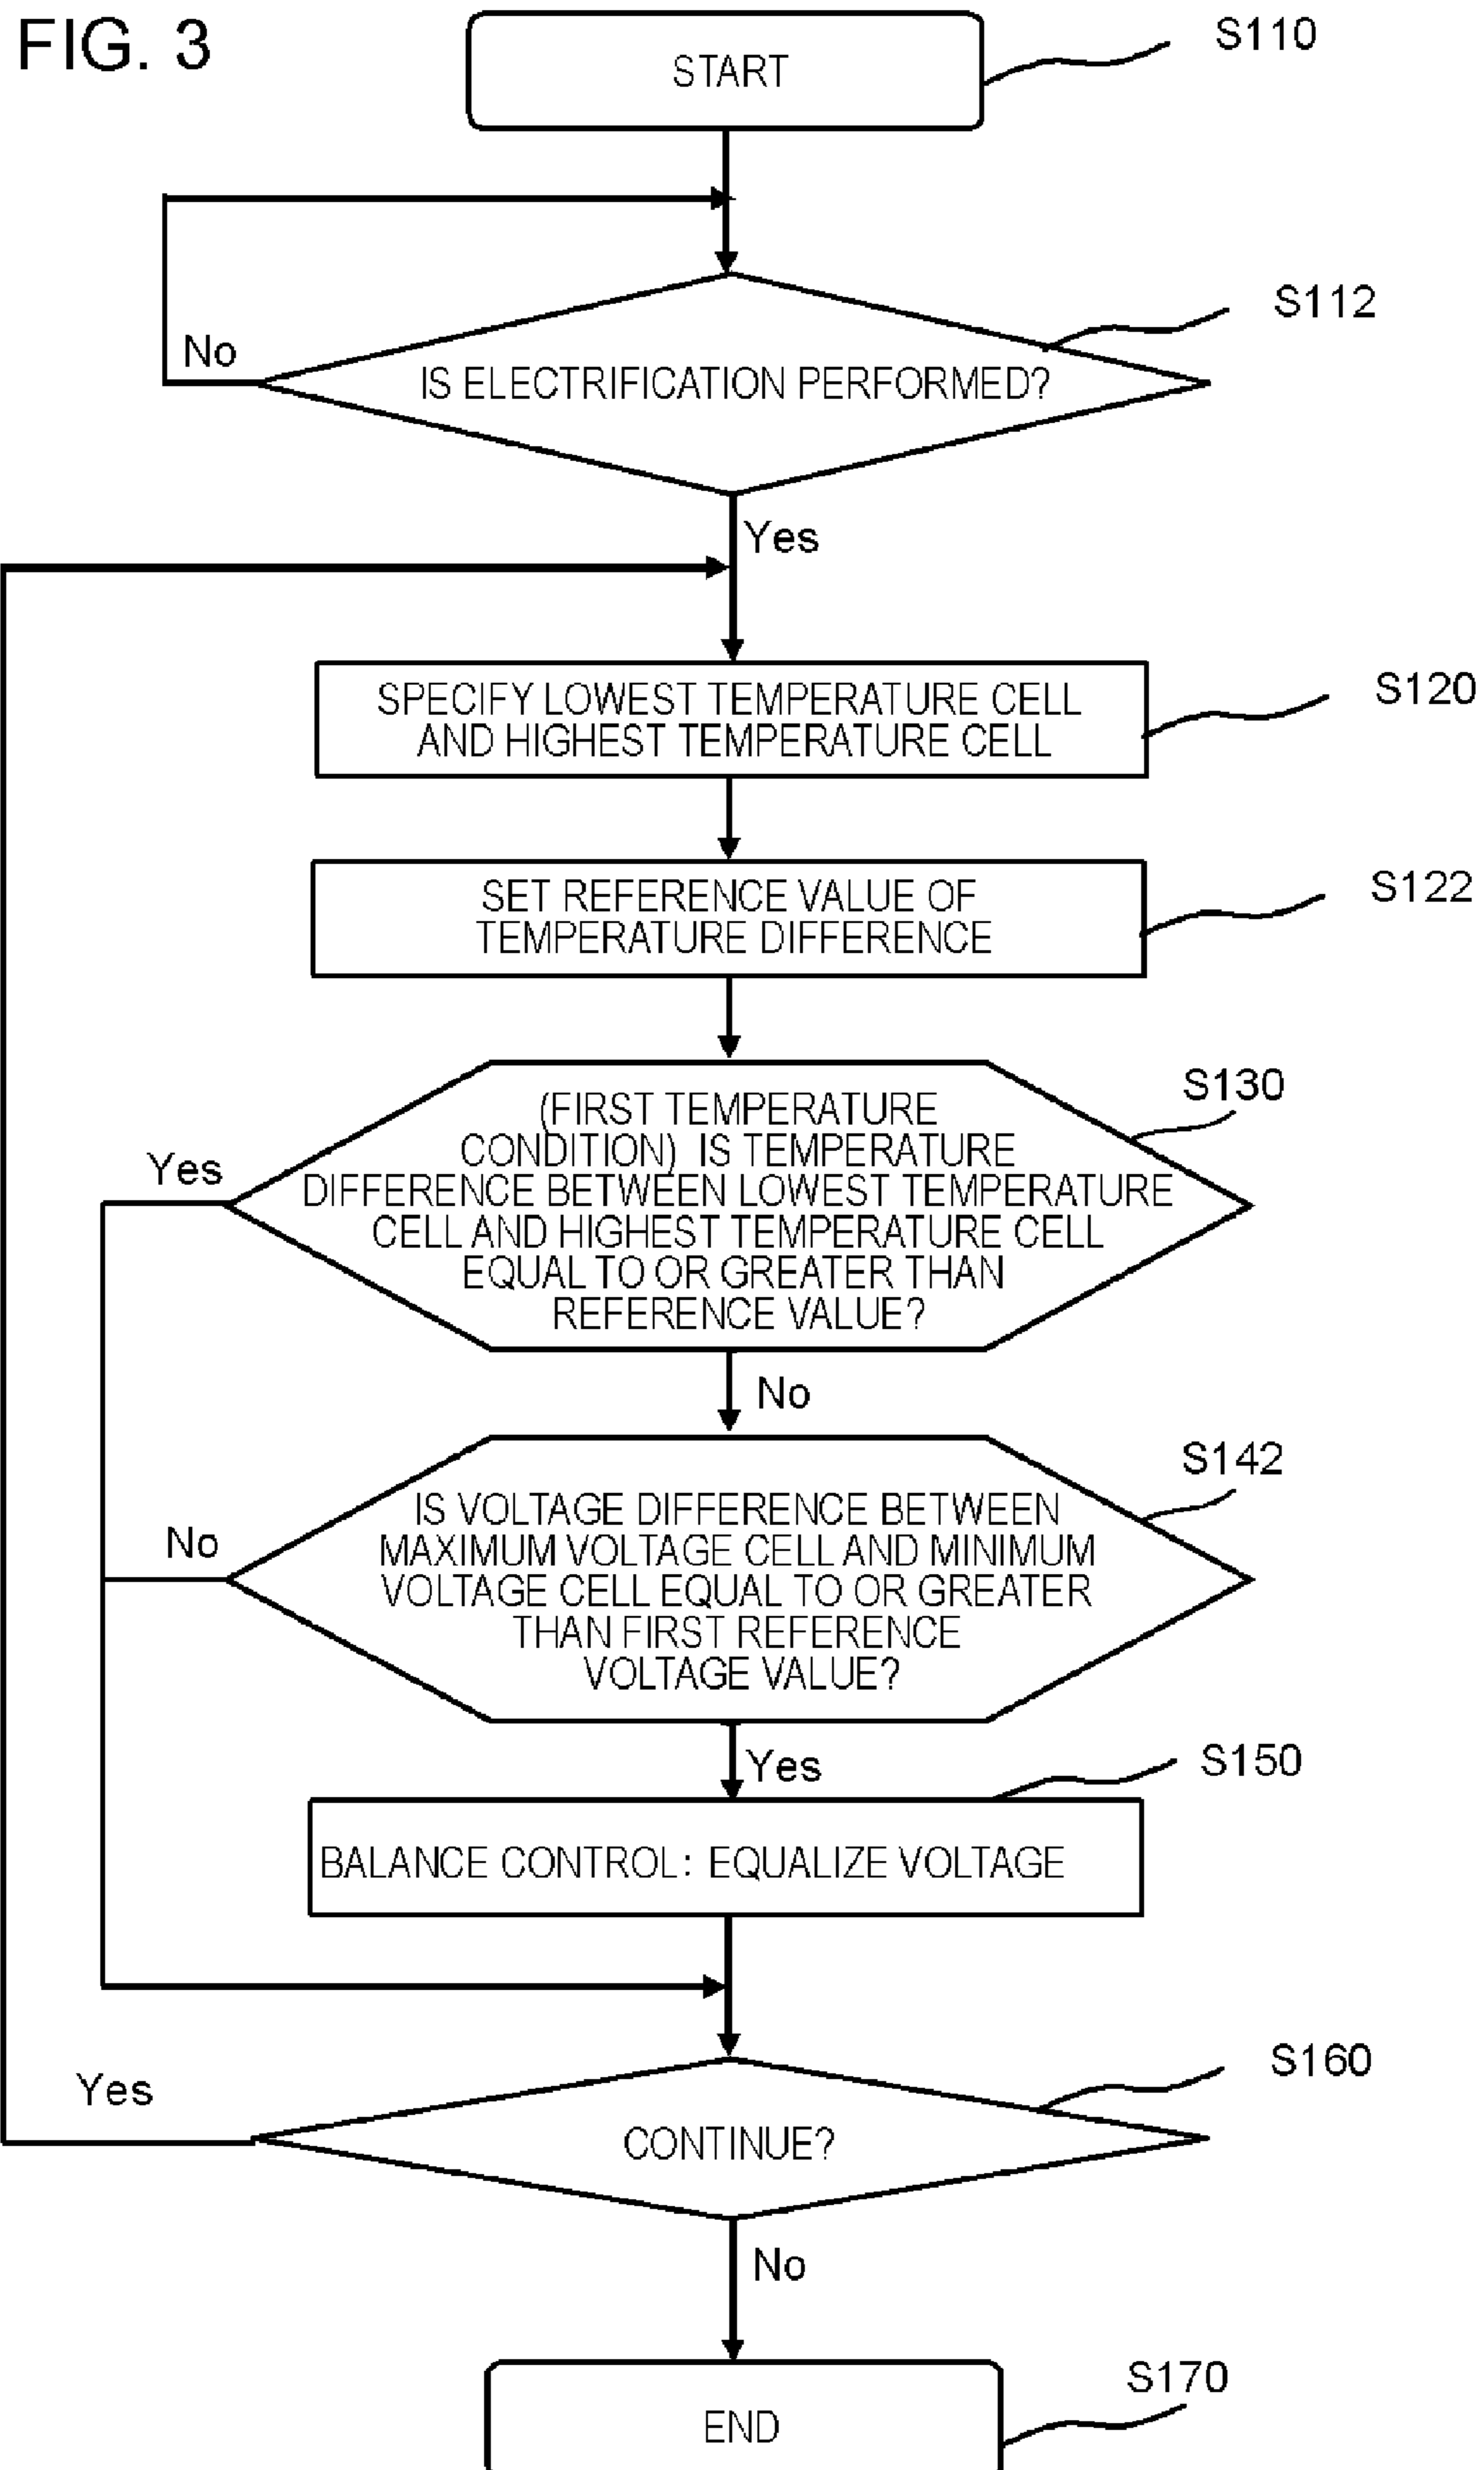 FIG. 3
START
S110
IS ELECTRIFICATION PERFORMED?
S112
No
Yes
SPECIFY LOWEST TEMPERATURE CELL
AND HIGHEST TEMPERATURE CELL
S120
SET REFERENCE VALUE OF
TEMPERATURE DIFFERENCE
S122
(FIRST TEMPERATURE
CONDITION) IS TEMPERATURE
DIFFERENCE BETWEEN LOWEST TEMPERATURE
CELL AND HIGHEST TEMPERATURE CELL
EQUAL TO OR GREATER THAN
REFERENCE VALUE?
S130
Yes
No
IS VOLTAGE DIFFERENCE BETWEEN
MAXIMUM VOLTAGE CELL AND MINIMUM
VOLTAGE CELL EQUAL TO OR GREATER
THAN FIRST REFERENCE
VOLTAGE VALUE?
S142
No
Yes
BALANCE CONTROL: EQUALIZE VOLTAGE
S150
CONTINUE?
S160
Yes
No
END
S170